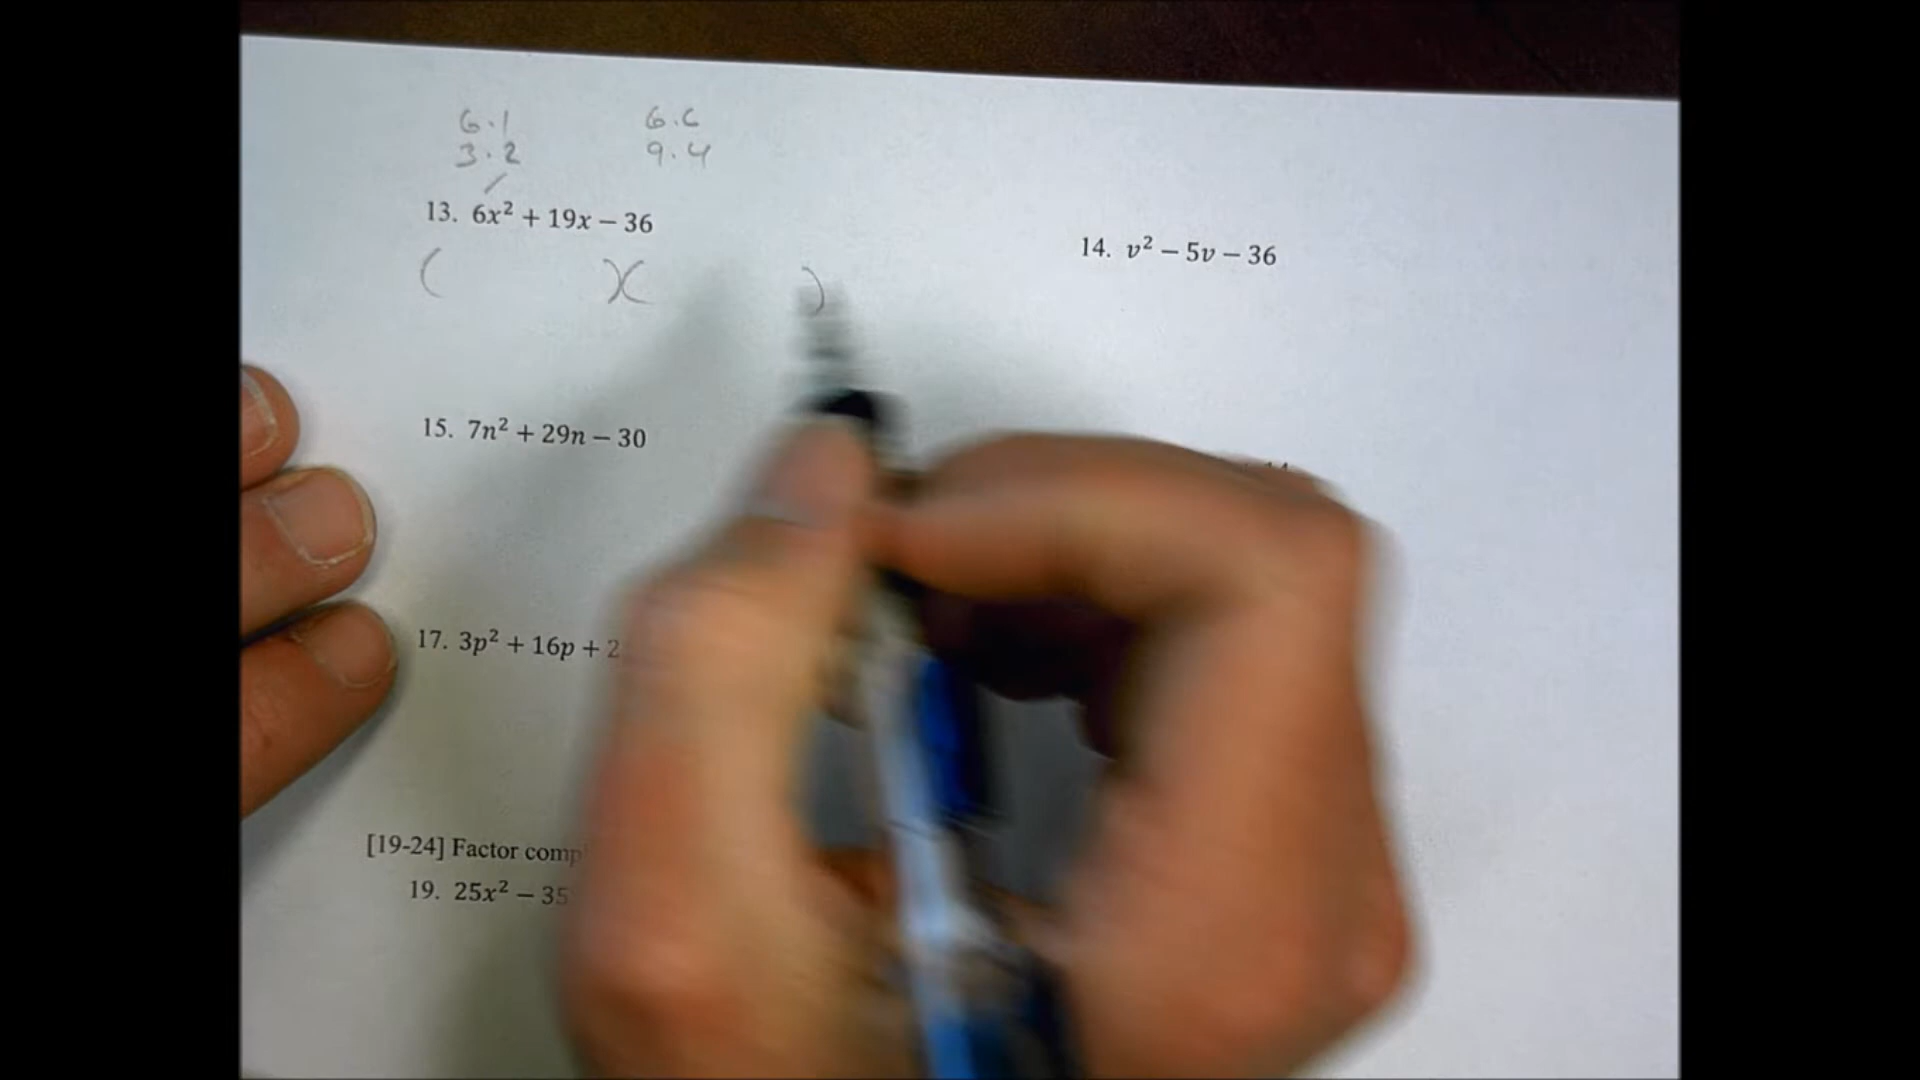 6.1 6.6
3.2 9.4
13. 6x² + 19x − 36
( )( )
14. v² − 5v − 36
15. 7n² + 29n − 30
17. 3p² + 16p + 2
[19-24] Factor
19. 25x² − 35